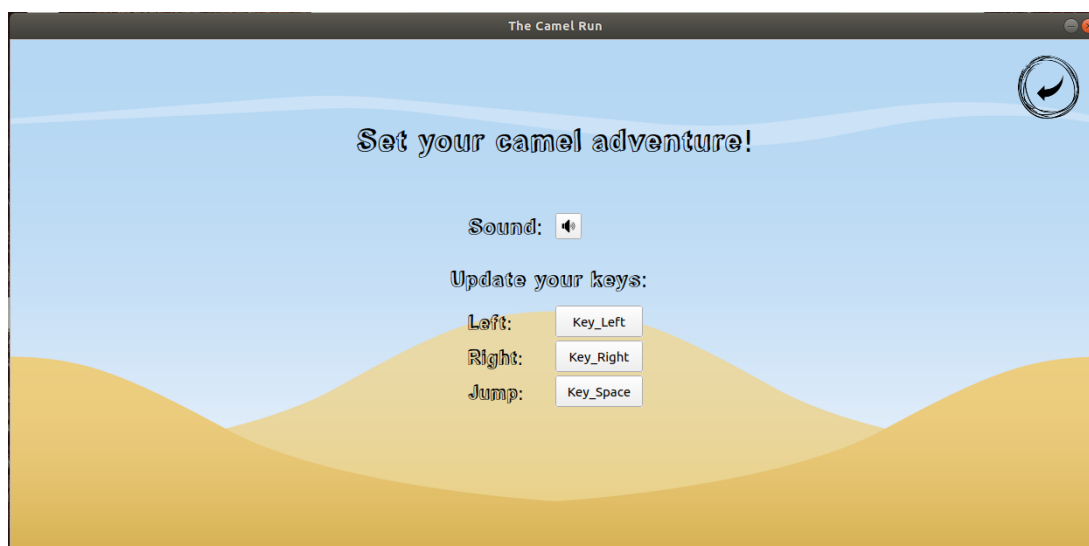 The Camel Run
Set your camel adventure!
Sound:
Update your keys:
Left: Key_Left
Right: Key_Right
Jump: Key_Space